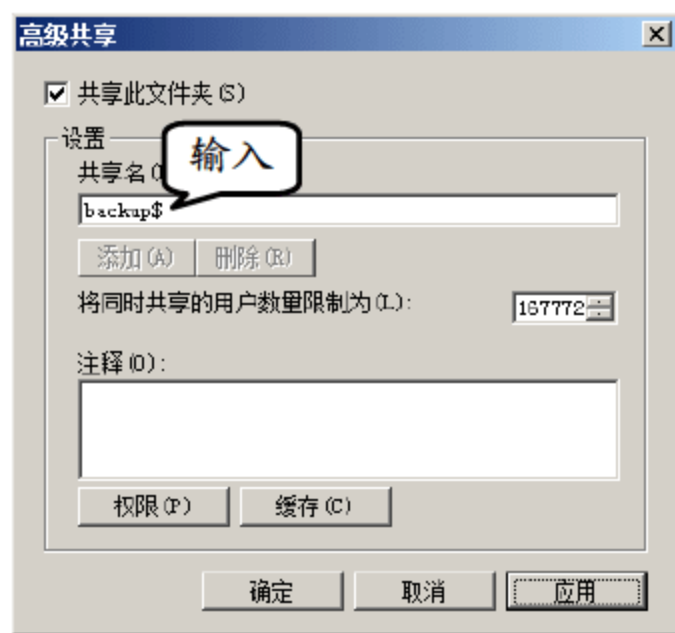 高级共享
共享此文件夹(S)
设置
输入
共享名(
backup$
添加(A) 删除(R)
将同时共享的用户数量限制为(L): 167772
注释(O):
权限(P) 缓存(C)
确定 取消 应用